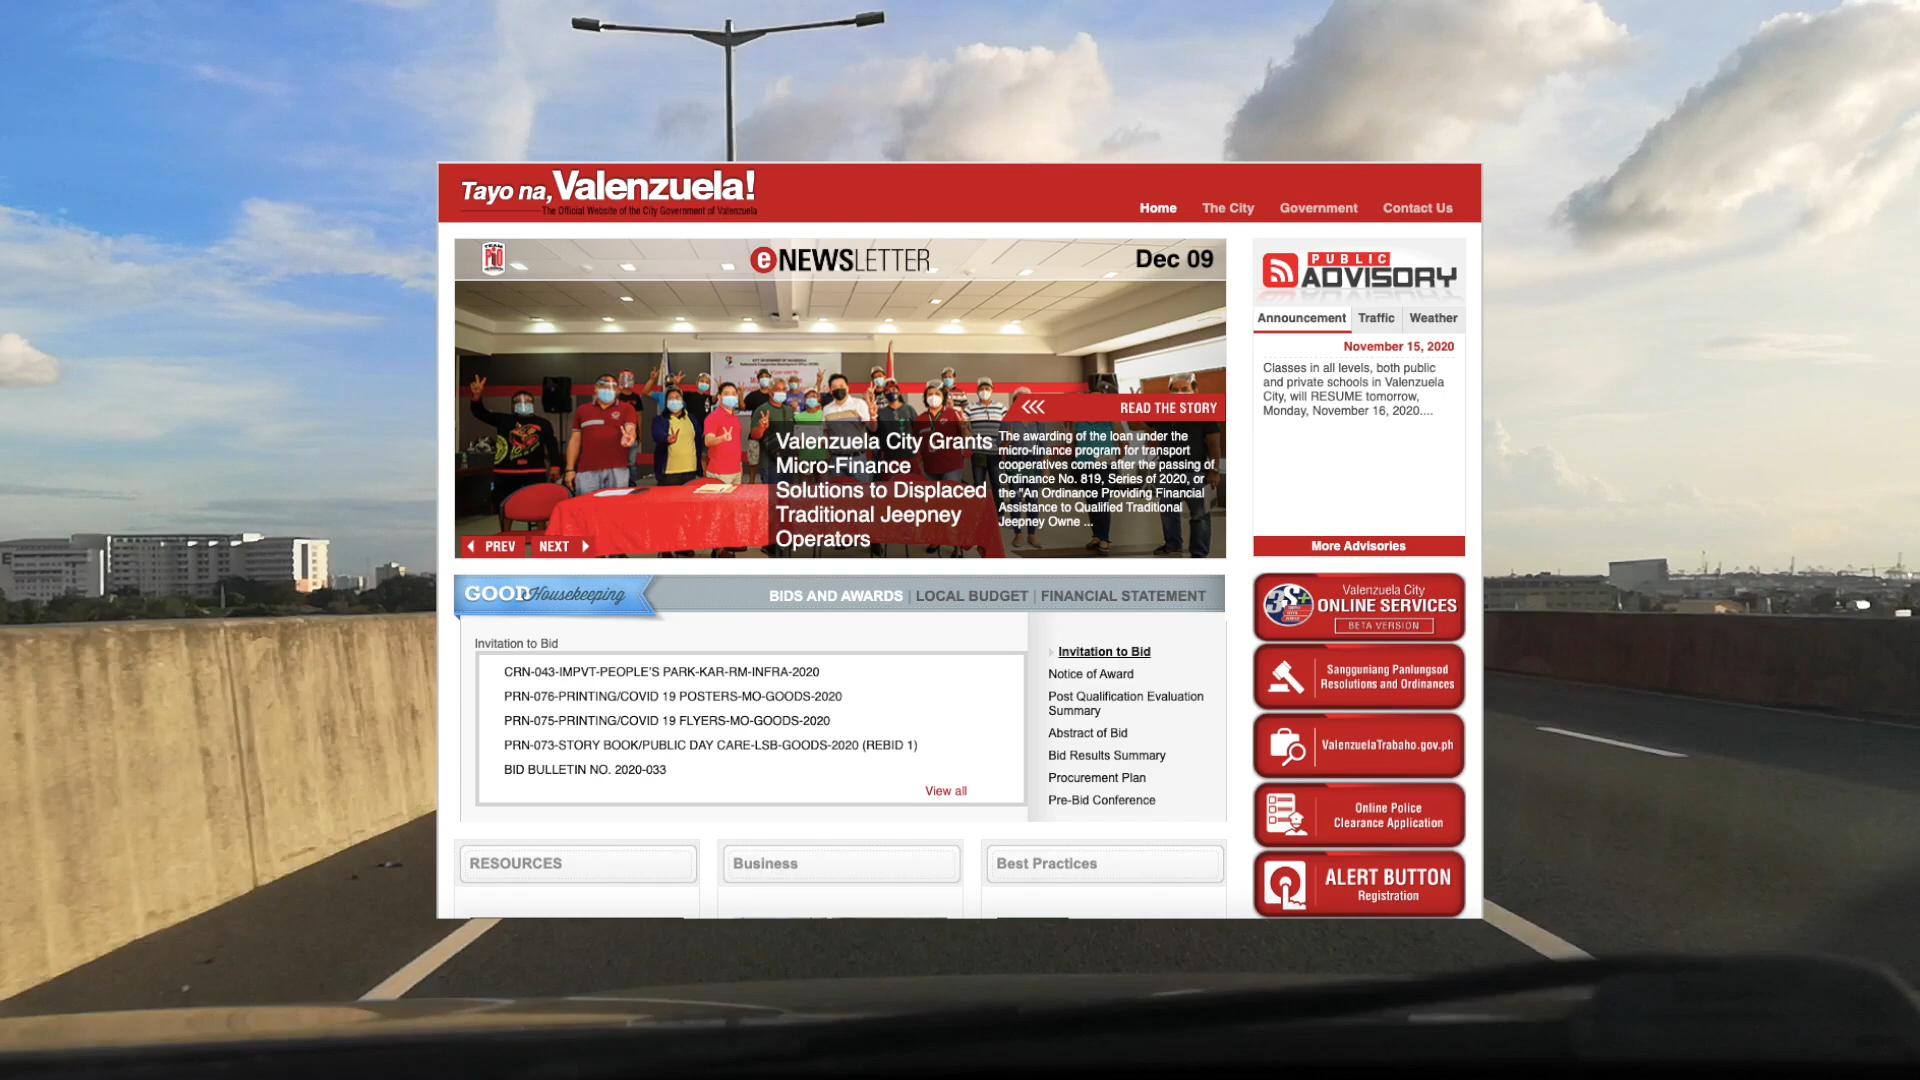 Tayo na, Valenzuela!
The Official Website of the City Government of Valenzuela
Home The City Government Contact Us
TEAM PIO
eNEWSLETTER
Dec 09
READ THE STORY
Valenzuela City Grants
Micro-Finance
Solutions to Displaced
Traditional Jeepney
Operators
The awarding of the loan under the
micro-finance program for transport
cooperatives comes after the passing of
Ordinance No. 819, Series of 2020, or
the "An Ordinance Providing Financial
Assistance to Qualified Traditional
Jeepney Owne ...
PREV NEXT
PUBLIC
ADVISORY
Announcement Traffic Weather
November 15, 2020
Classes in all levels, both public
and private schools in Valenzuela
City, will RESUME tomorrow,
Monday, November 16, 2020....
More Advisories
GOOD Housekeeping
BIDS AND AWARDS | LOCAL BUDGET | FINANCIAL STATEMENT
Invitation to Bid
CRN-043-IMPVT-PEOPLE'S PARK-KAR-RM-INFRA-2020
PRN-076-PRINTING/COVID 19 POSTERS-MO-GOODS-2020
PRN-075-PRINTING/COVID 19 FLYERS-MO-GOODS-2020
PRN-073-STORY BOOK/PUBLIC DAY CARE-LSB-GOODS-2020 (REBID 1)
BID BULLETIN NO. 2020-033
View all
Invitation to Bid
Notice of Award
Post Qualification Evaluation
Summary
Abstract of Bid
Bid Results Summary
Procurement Plan
Pre-Bid Conference
3S+
Valenzuela City
ONLINE SERVICES
BETA VERSION
Sangguniang Panlungsod
Resolutions and Ordinances
ValenzuelaTrabaho.gov.ph
Online Police
Clearance Application
ALERT BUTTON
Registration
RESOURCES
Business
Best Practices